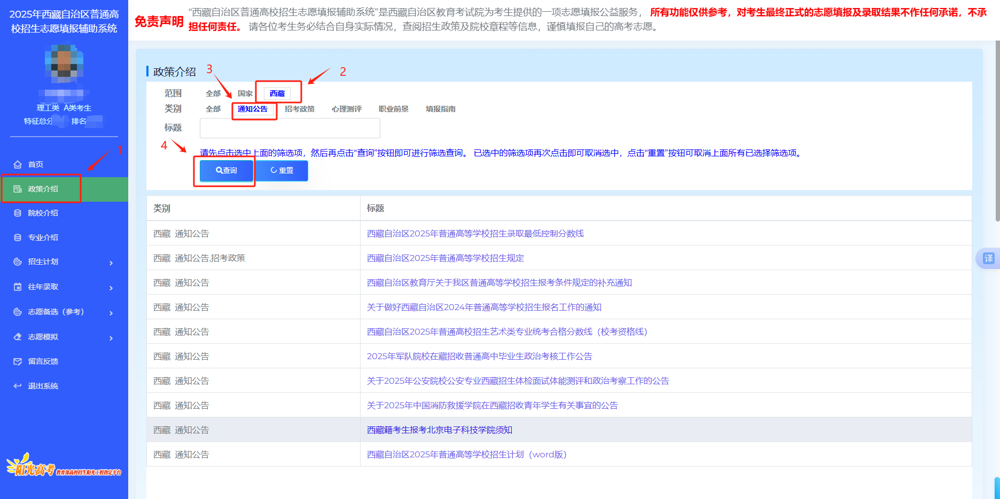 2025年西藏自治区普通高
校招生志愿填报辅助系统
理工类 A类考生
特征总分 排名
首页
政策介绍
院校介绍
专业介绍
招生计划
往年录取
志愿备选（参考）
志愿模拟
留言反馈
退出系统
阳光高考 教育部高校招生阳光工程指定平台
免责声明
“西藏自治区普通高校招生志愿填报辅助系统”是西藏自治区教育考试院为考生提供的一项志愿填报公益服务， 所有功能仅供参考，对考生最终正式的志愿填报及录取结果不作任何承诺，不承
担任何责任。 请各位考生务必结合自身实际情况，查阅招生政策及院校章程等信息，谨慎填报自己的高考志愿。
政策介绍
3
2
范围 全部 国家 西藏
类别 全部 通知公告 招考政策 心理测评 职业前景 填报指南
标题
4
1
请先点击选中上面的筛选项，然后再点击“查询”按钮即可进行筛选查询。 已选中的筛选项再次点击即可取消选中，点击“重置”按钮可取消上面所有已选择筛选项。
查询 重置
类别 标题
西藏 通知公告 西藏自治区2025年普通高等学校招生录取最低控制分数线
西藏 通知公告,招考政策 西藏自治区2025年普通高等学校招生规定
西藏 通知公告 西藏自治区教育厅关于我区普通高等学校招生报考条件规定的补充通知
西藏 通知公告 关于做好西藏自治区2024年普通高等学校招生报名工作的通知
西藏 通知公告 西藏自治区2025年普通高校招生艺术类专业统考合格分数线（校考资格线）
西藏 通知公告 2025年军队院校在藏招收普通高中毕业生政治考核工作公告
西藏 通知公告 关于2025年公安院校公安专业西藏招生体检面试体能测评和政治考察工作的公告
西藏 通知公告 关于2025年中国消防救援学院在西藏招收青年学生有关事宜的公告
西藏 通知公告 西藏籍考生报考北京电子科技学院须知
西藏 通知公告 西藏自治区2025年普通高等学校招生计划（word版）
译